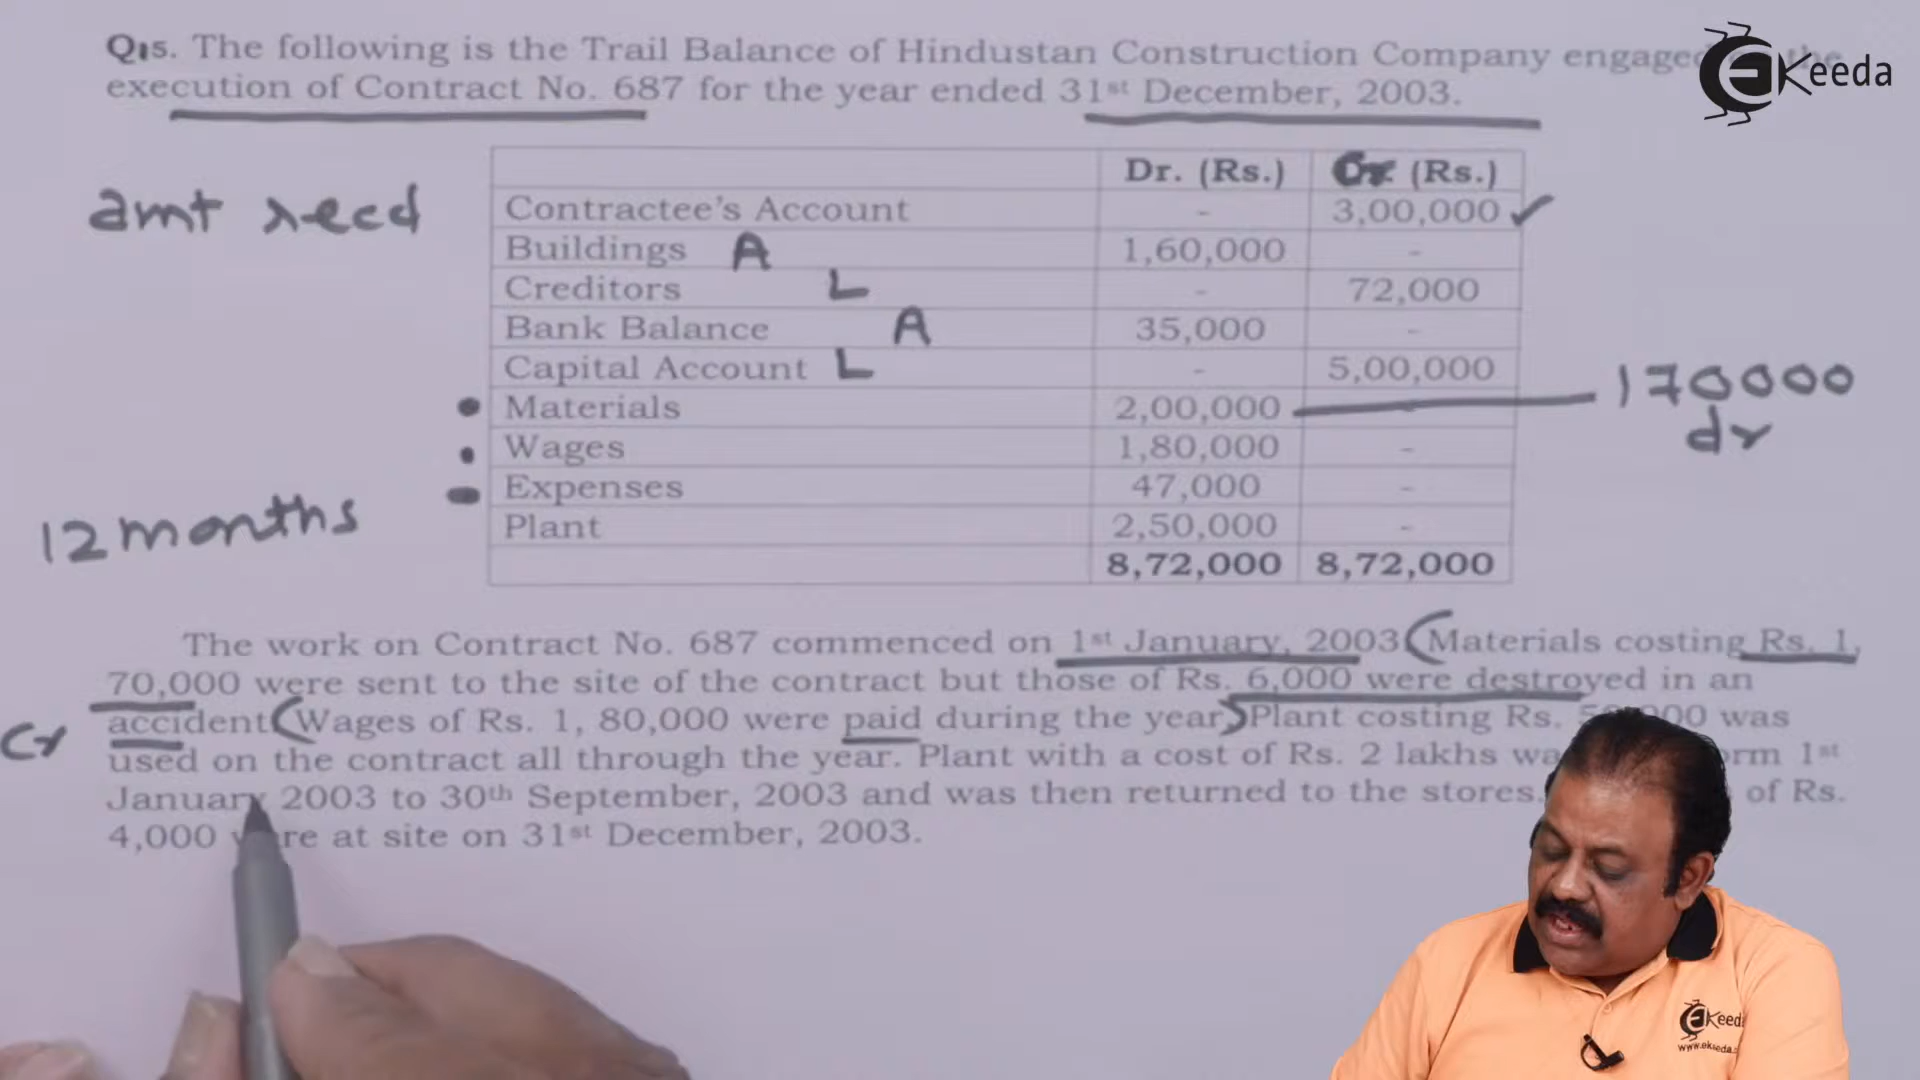 Q15. The following is the Trail Balance of Hindustan Construction Company engaged the
execution of Contract No. 687 for the year ended 31st December, 2003.
eKeeda
amt recd
Dr. (Rs.) Cr. (Rs.)
Contractee's Account - 3,00,000 ✓
Buildings A 1,60,000 -
Creditors L - 72,000
Bank Balance A 35,000 -
Capital Account L - 5,00,000
Materials 2,00,000 170000 dr
Wages 1,80,000 -
Expenses 47,000 -
12 months
Plant 2,50,000 -
8,72,000 8,72,000
The work on Contract No. 687 commenced on 1st January, 2003 (Materials costing Rs. 1,
70,000 were sent to the site of the contract but those of Rs. 6,000 were destroyed in an
Cr accident (Wages of Rs. 1, 80,000 were paid during the year) Plant costing Rs. was
used on the contract all through the year. Plant with a cost of Rs. 2 lakhs 1st
January 2003 to 30th September, 2003 and was then returned to the stores. of Rs.
4,000 at site on 31st December, 2003.
eKeeda